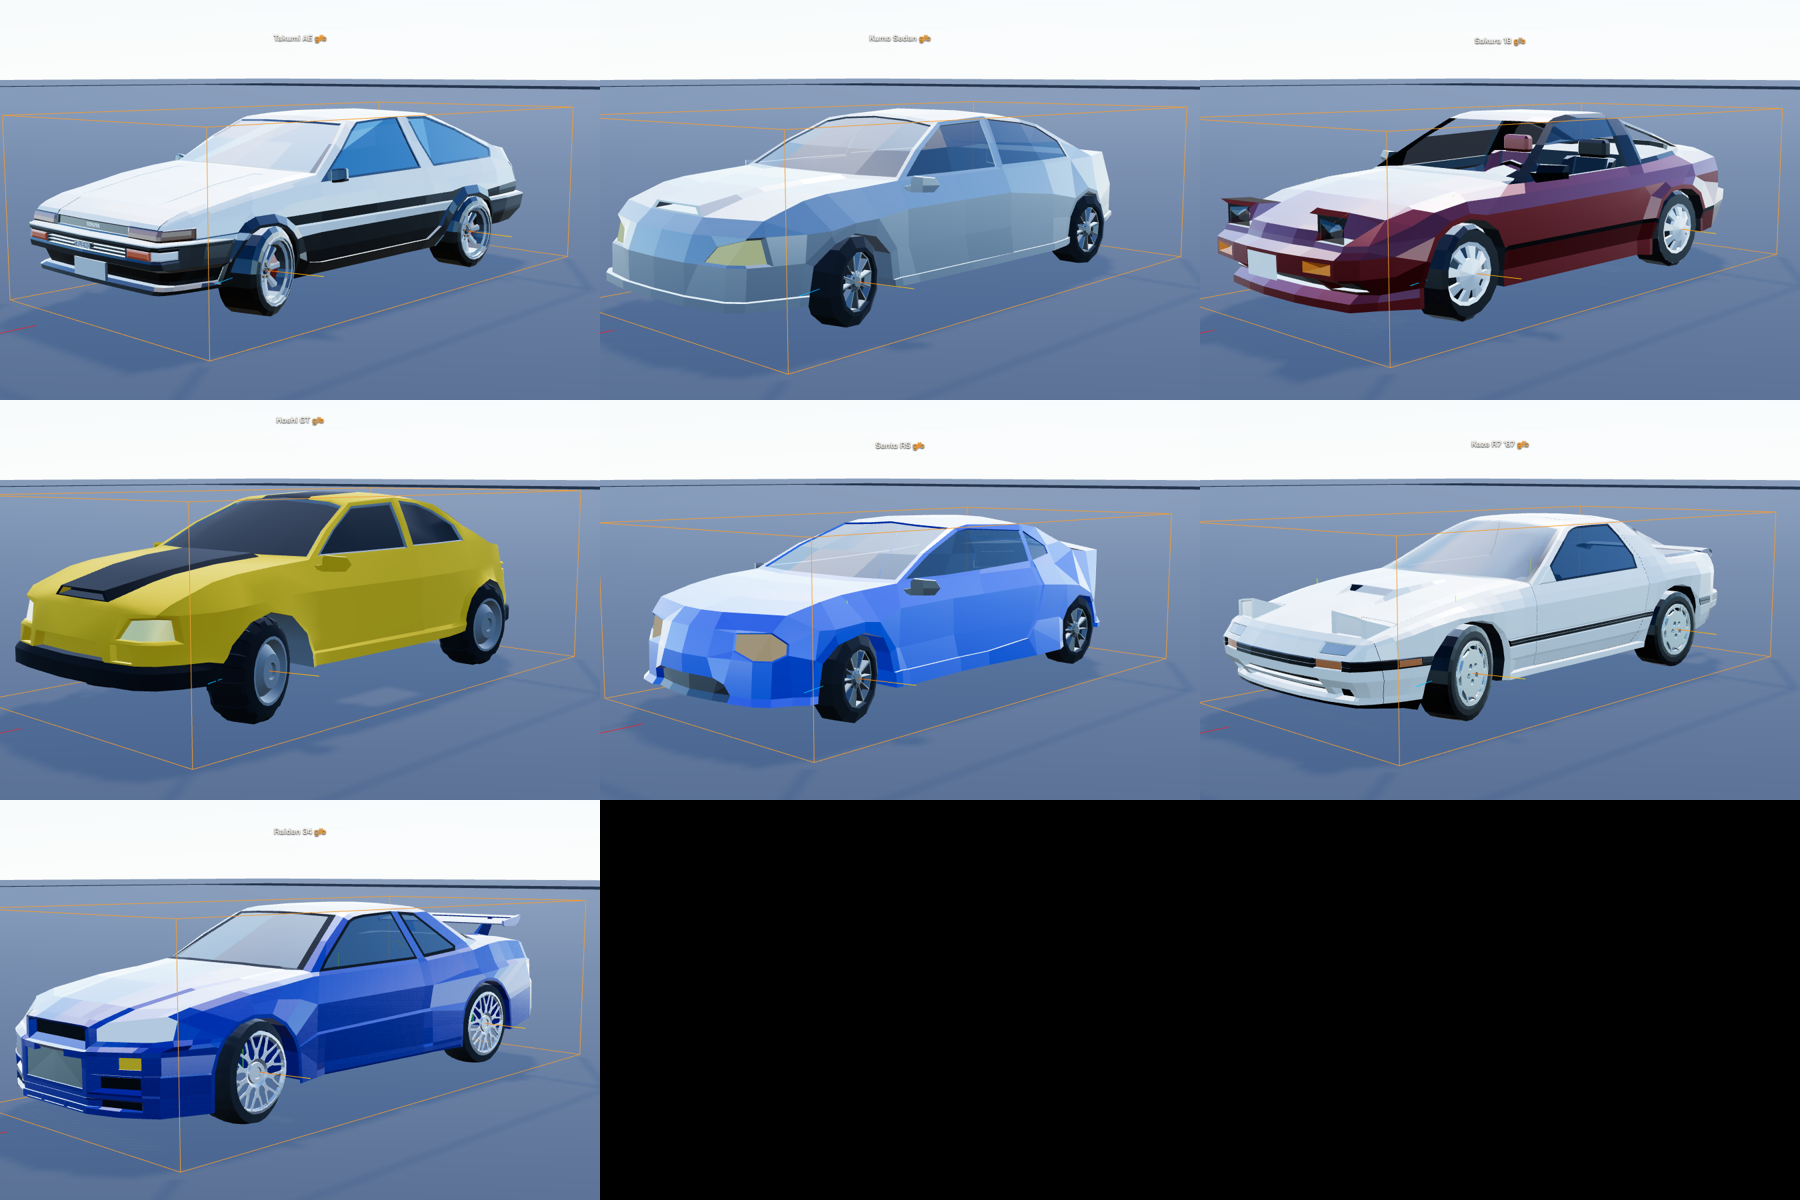 Takumi AE glb
Kumo Sedan glb
Sakura 18 glb
Hoshi GT glb
Santo RS glb
Kaze R7 '87 glb
Raiden 34 glb